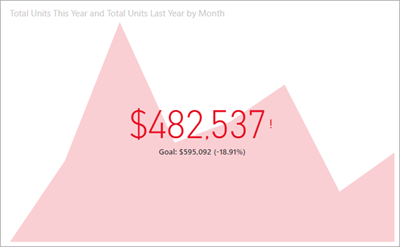 Total Units This Year and Total Units Last Year by Month
$482,537!
Goal: $595,092 (-18.91%)